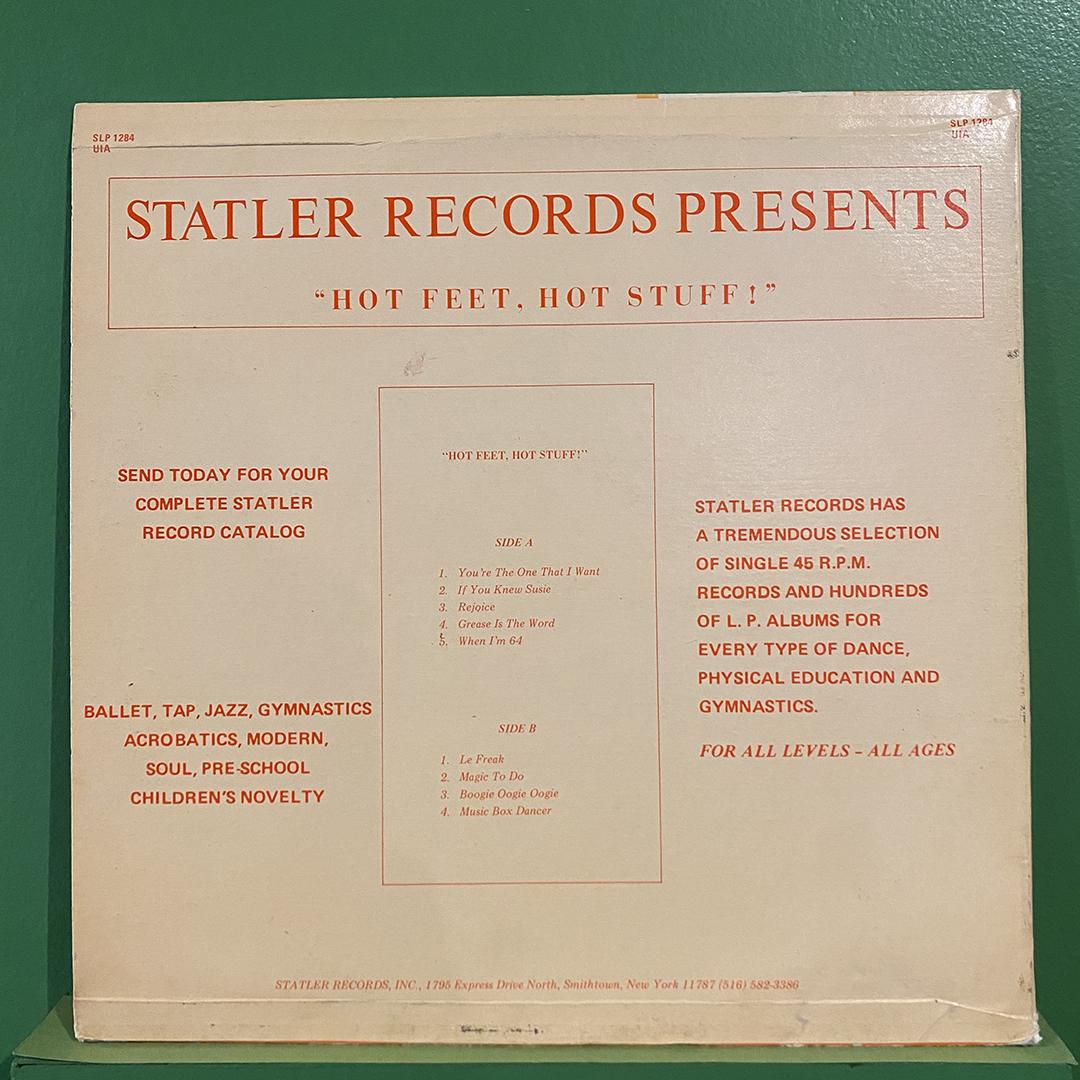 SLP 1284
UIA
SLP 1284
UIA
STATLER RECORDS PRESENTS
“HOT FEET, HOT STUFF!”
SEND TODAY FOR YOUR
COMPLETE STATLER
RECORD CATALOG
BALLET, TAP, JAZZ, GYMNASTICS
ACROBATICS, MODERN,
SOUL, PRE-SCHOOL
CHILDREN'S NOVELTY
"HOT FEET, HOT STUFF!"
SIDE A
1. You're The One That I Want
2. If You Knew Susie
3. Rejoice
4. Grease Is The Word
5. When I'm 64
SIDE B
1. Le Freak
2. Magic To Do
3. Boogie Oogie Oogie
4. Music Box Dancer
STATLER RECORDS HAS
A TREMENDOUS SELECTION
OF SINGLE 45 R.P.M.
RECORDS AND HUNDREDS
OF L. P. ALBUMS FOR
EVERY TYPE OF DANCE,
PHYSICAL EDUCATION AND
GYMNASTICS.
FOR ALL LEVELS – ALL AGES
STATLER RECORDS, INC., 1795 Express Drive North, Smithtown, New York 11787 (516) 582-3386